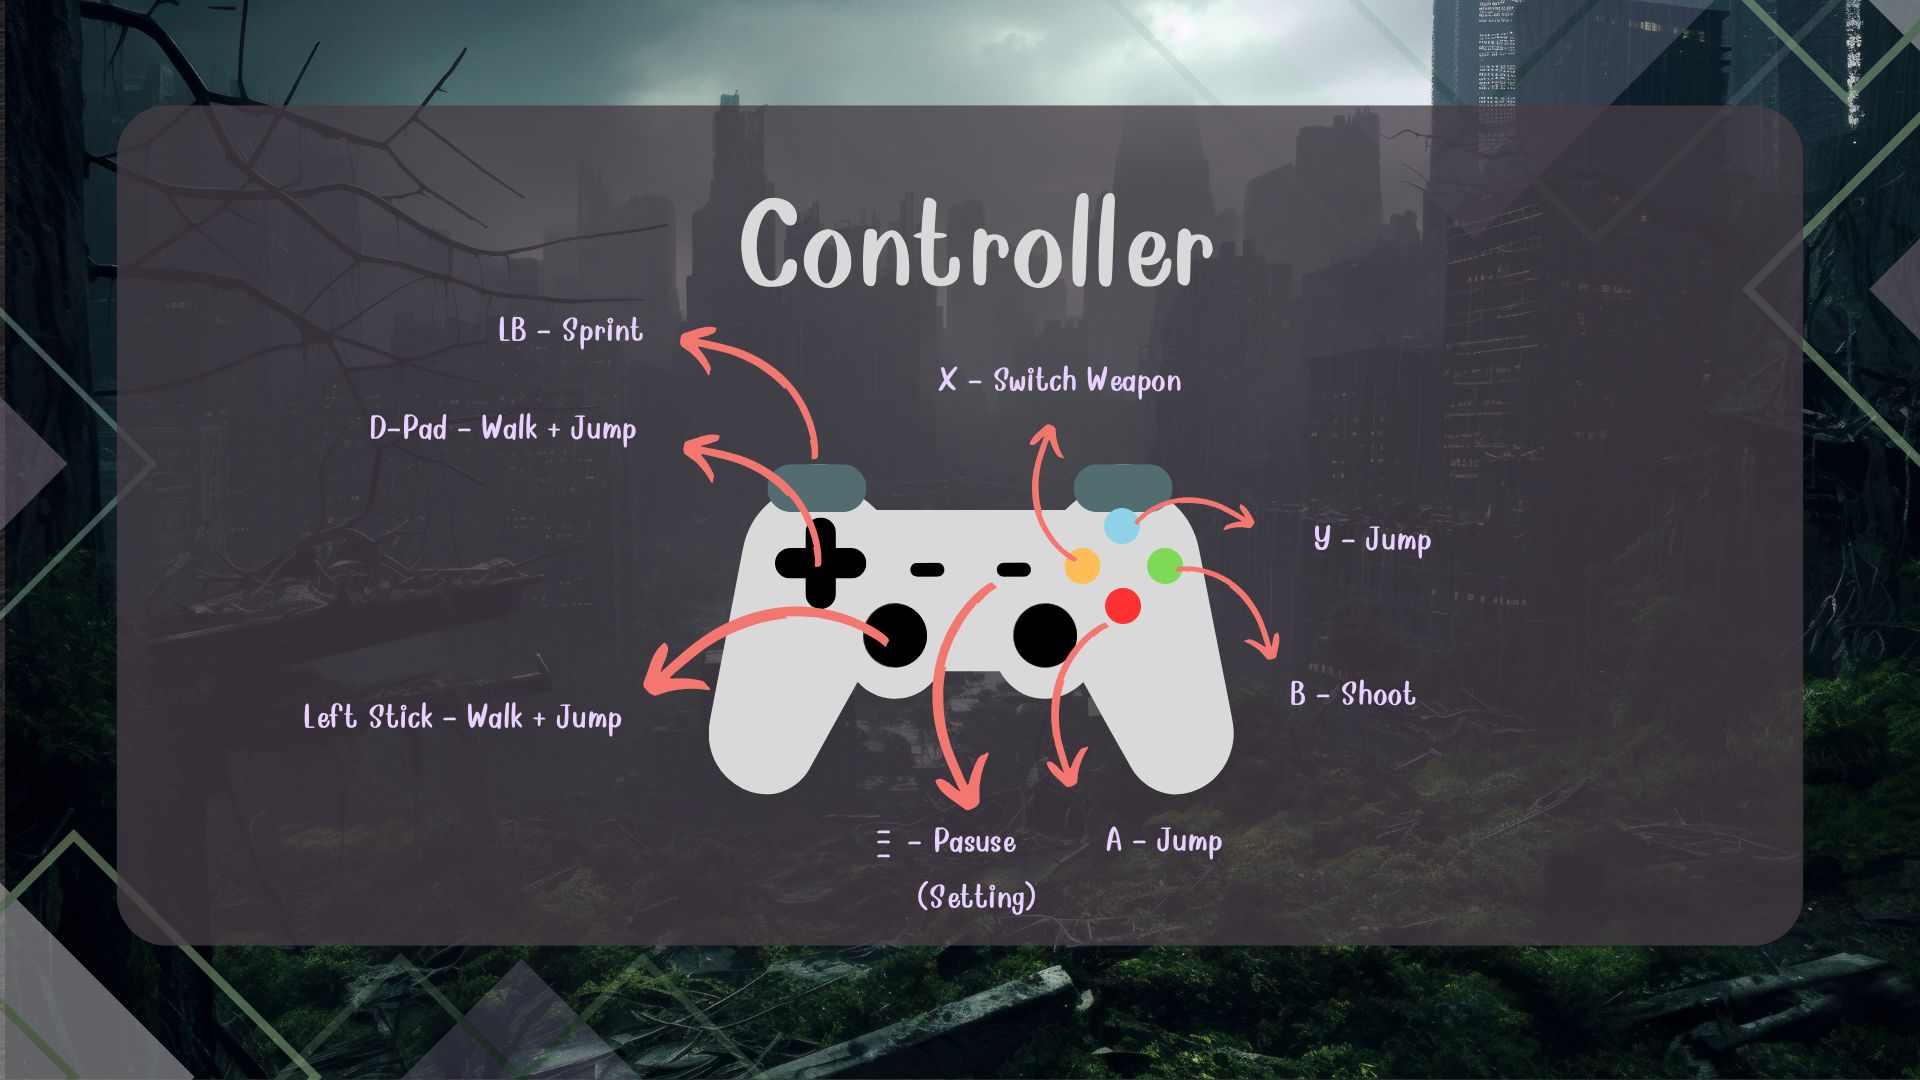 Controller
LB - Sprint
X - Switch Weapon
D-Pad - Walk + Jump
Y - Jump
B - Shoot
Left Stick - Walk + Jump
Ξ - Pasuse
(Setting)
A - Jump